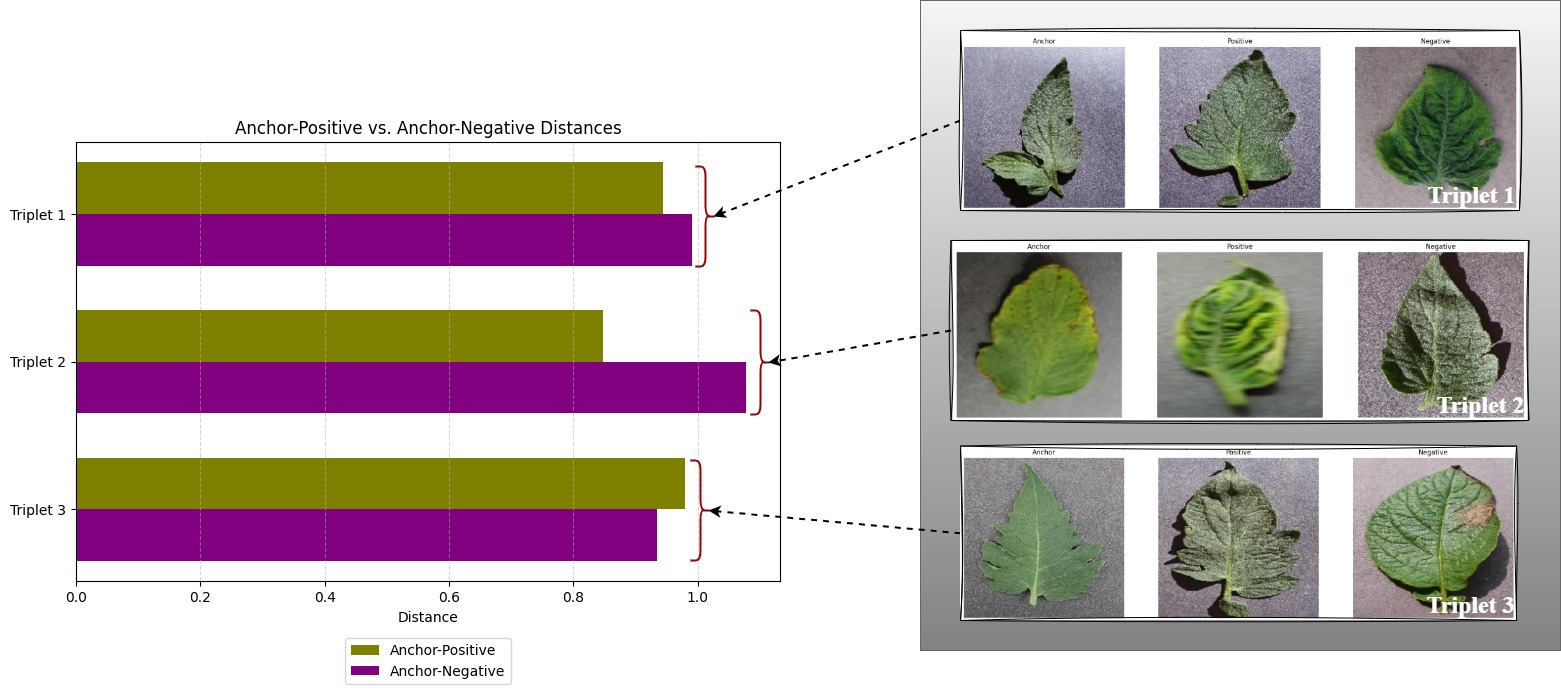 Anchor-Positive vs. Anchor-Negative Distances
Triplet 1
Triplet 2
Triplet 3
0.0 0.2 0.4 0.6 0.8 1.0
Distance
Anchor-Positive
Anchor-Negative
Anchor Positive Negative
Triplet 1
Anchor Positive Negative
Triplet 2
Anchor Positive Negative
Triplet 3